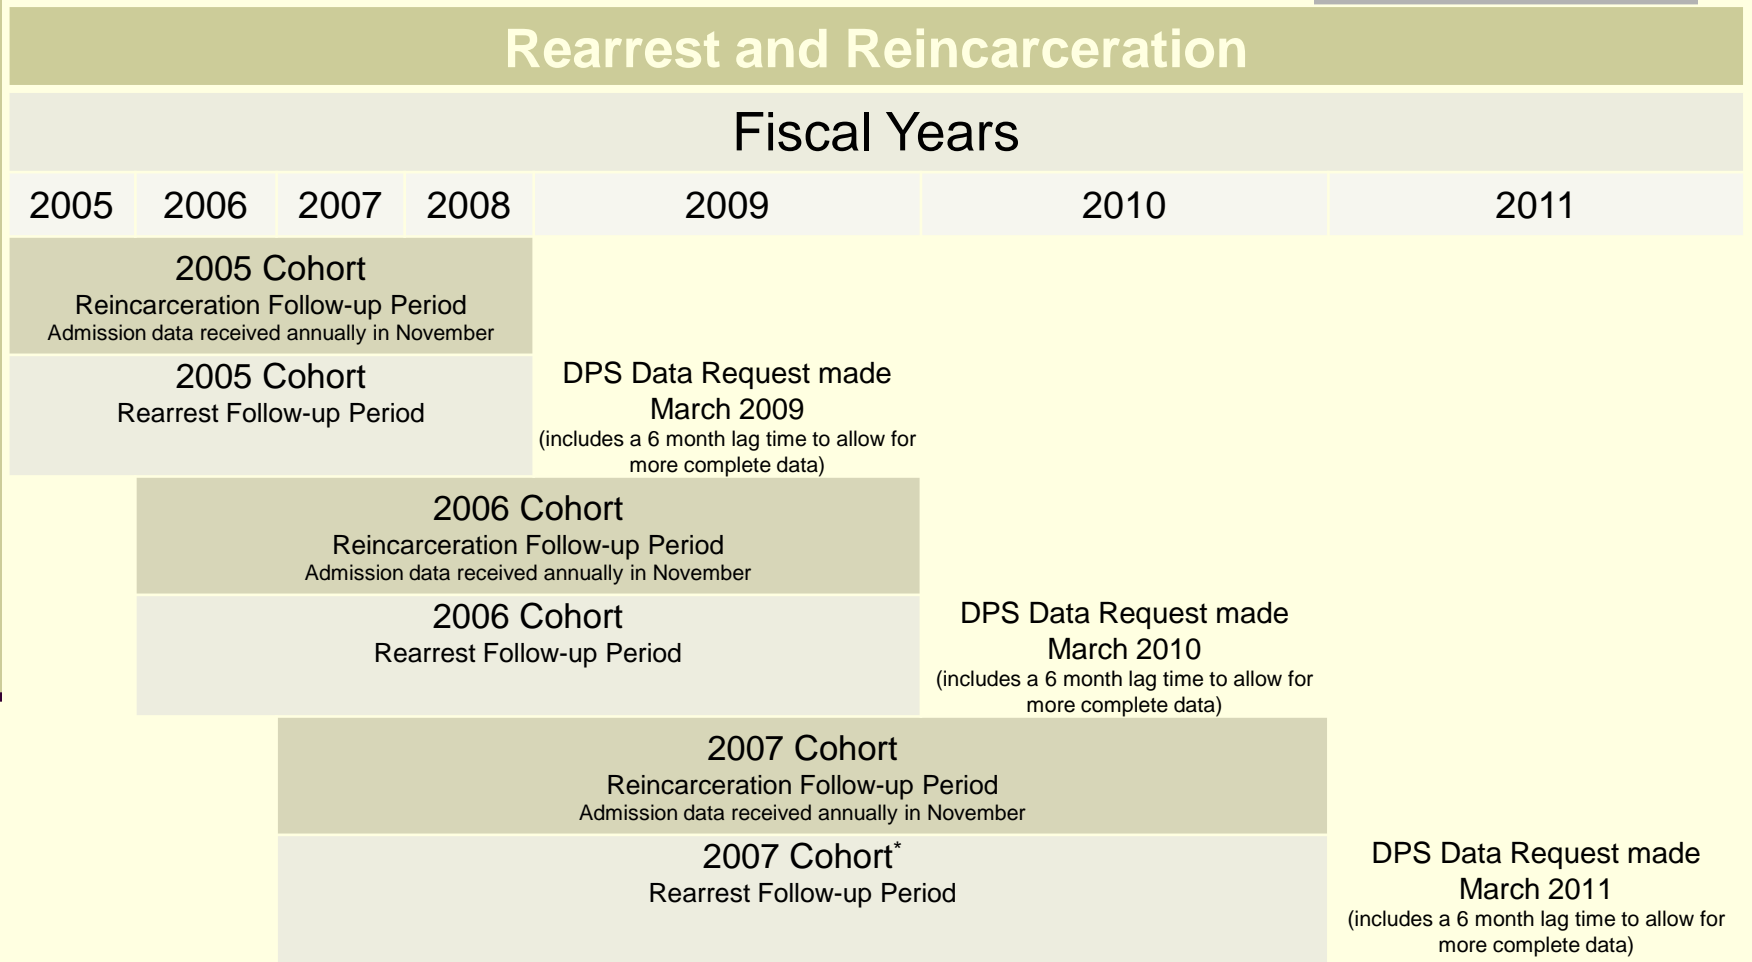 Rearrest and Reincarceration
Fiscal Years
2005 2006 2007 2008 2009 2010 2011
2005 Cohort
Reincarceration Follow-up Period
Admission data received annually in November
2005 Cohort
Rearrest Follow-up Period
DPS Data Request made
March 2009
(includes a 6 month lag time to allow for
more complete data)
2006 Cohort
Reincarceration Follow-up Period
Admission data received annually in November
2006 Cohort
Rearrest Follow-up Period
DPS Data Request made
March 2010
(includes a 6 month lag time to allow for
more complete data)
2007 Cohort
Reincarceration Follow-up Period
Admission data received annually in November
2007 Cohort*
Rearrest Follow-up Period
DPS Data Request made
March 2011
(includes a 6 month lag time to allow for
more complete data)